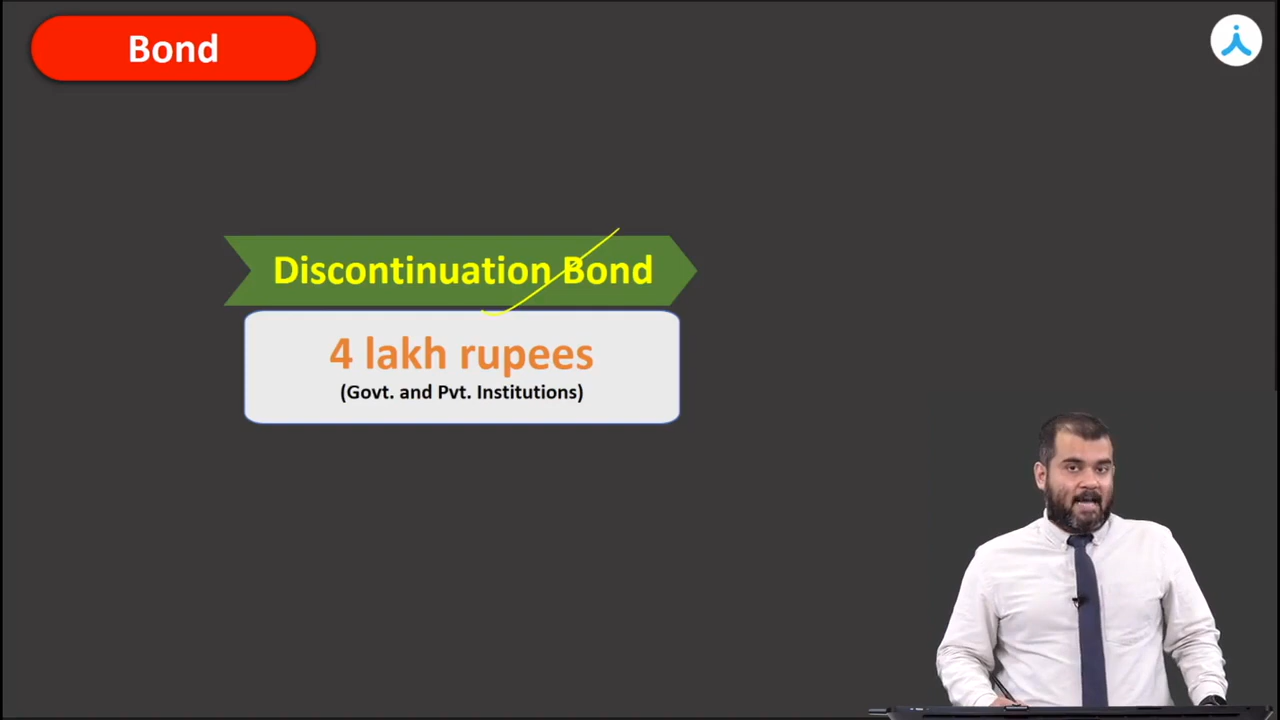 Bond
Discontinuation Bond
4 lakh rupees
(Govt. and Pvt. Institutions)